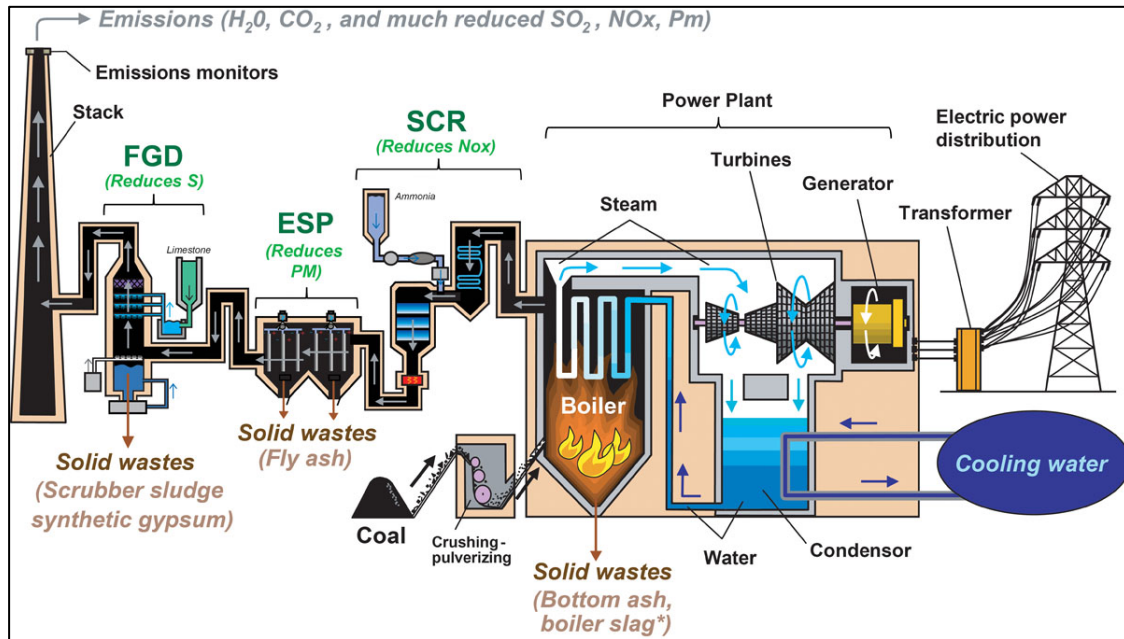 Emissions (H20, CO2, and much reduced SO2, NOx, Pm)
Emissions monitors
Stack
FGD
(Reduces S)
Limestone
ESP
(Reduces
PM)
SCR
(Reduces Nox)
Ammonia
Power Plant
Steam
Turbines
Generator
Electric power
distribution
Transformer
Boiler
Cooling water
Solid wastes
(Scrubber sludge
synthetic gypsum)
Solid wastes
(Fly ash)
Coal
Crushing-
pulverizing
Solid wastes
(Bottom ash,
boiler slag*)
Water
Condensor